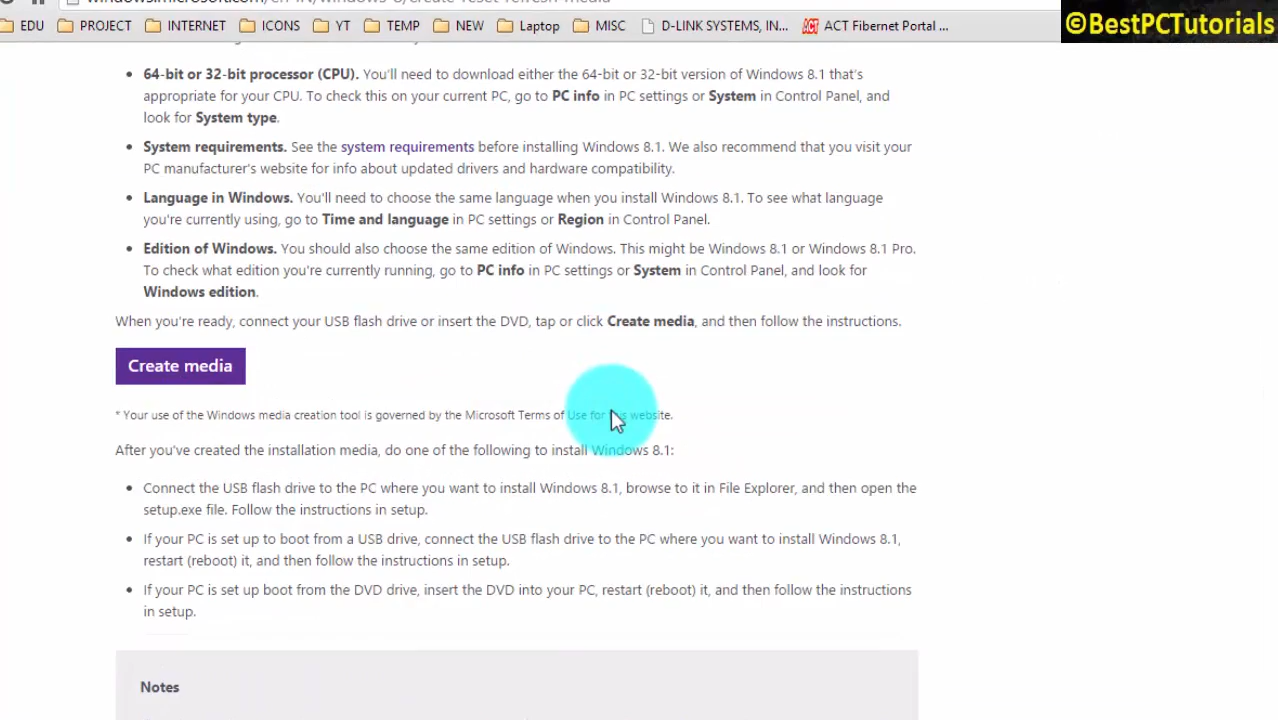 windows.microsoft.com/en-IN/windows-8/create-reset-refresh-media
©BestPCTutorials
EDU PROJECT INTERNET ICONS YT TEMP NEW Laptop MISC D-LINK SYSTEMS, IN... ACT Fibernet Portal ...
64-bit or 32-bit processor (CPU). You'll need to download either the 64-bit or 32-bit version of Windows 8.1 that's
appropriate for your CPU. To check this on your current PC, go to PC info in PC settings or System in Control Panel, and
look for System type.
System requirements. See the system requirements before installing Windows 8.1. We also recommend that you visit your
PC manufacturer's website for info about updated drivers and hardware compatibility.
Language in Windows. You'll need to choose the same language when you install Windows 8.1. To see what language
you're currently using, go to Time and language in PC settings or Region in Control Panel.
Edition of Windows. You should also choose the same edition of Windows. This might be Windows 8.1 or Windows 8.1 Pro.
To check what edition you're currently running, go to PC info in PC settings or System in Control Panel, and look for
Windows edition.
When you're ready, connect your USB flash drive or insert the DVD, tap or click Create media, and then follow the instructions.
Create media
* Your use of the Windows media creation tool is governed by the Microsoft Terms of Use for this website.
After you've created the installation media, do one of the following to install Windows 8.1:
Connect the USB flash drive to the PC where you want to install Windows 8.1, browse to it in File Explorer, and then open the
setup.exe file. Follow the instructions in setup.
If your PC is set up to boot from a USB drive, connect the USB flash drive to the PC where you want to install Windows 8.1,
restart (reboot) it, and then follow the instructions in setup.
If your PC is set up boot from the DVD drive, insert the DVD into your PC, restart (reboot) it, and then follow the instructions
in setup.
Notes